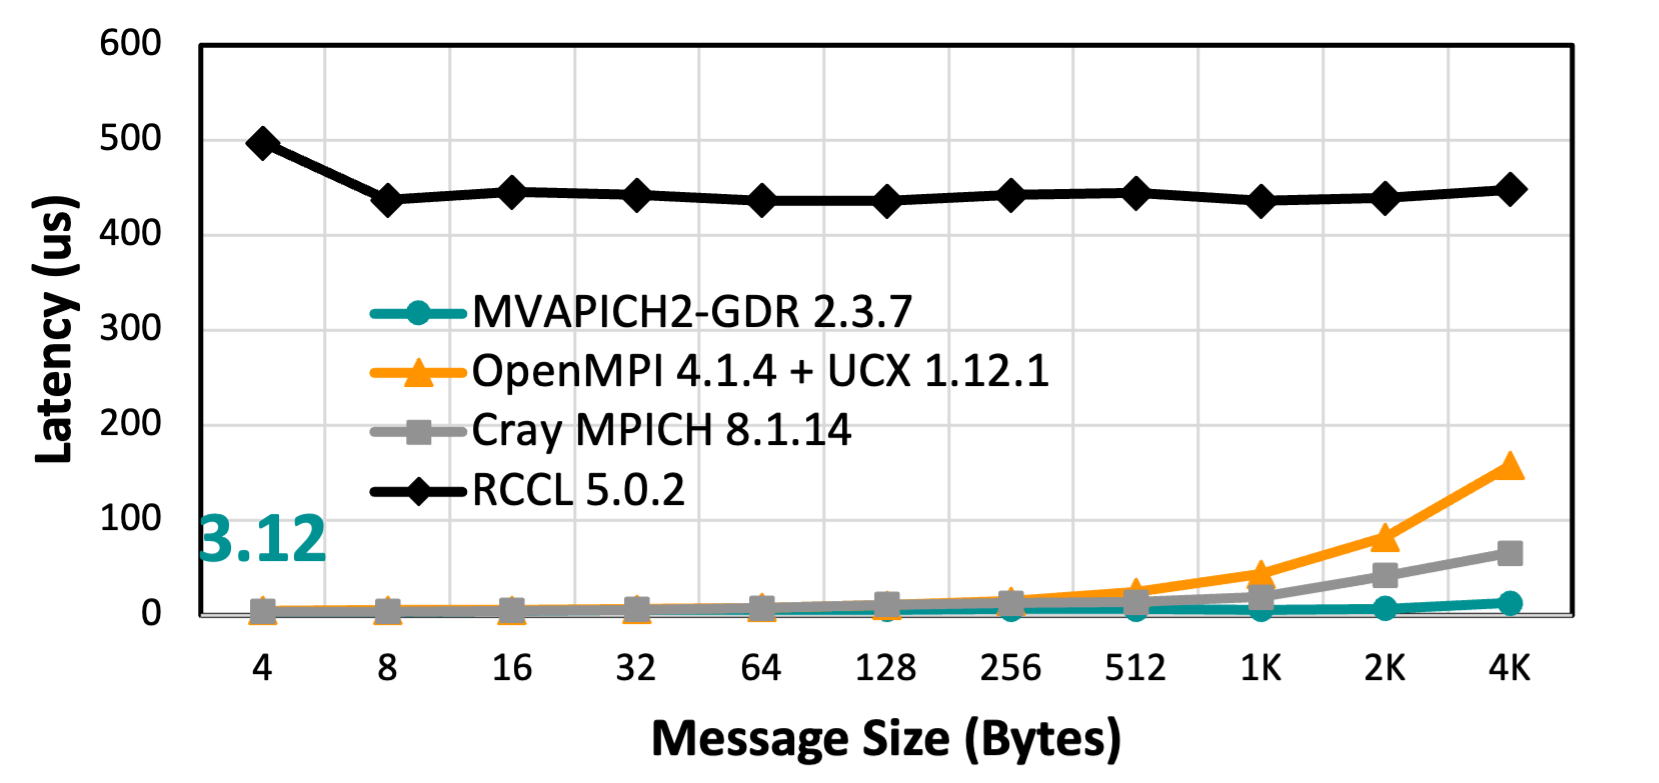 600
500
400
300
200
100
0
Latency (us)
MVAPICH2-GDR 2.3.7
OpenMPI 4.1.4 + UCX 1.12.1
Cray MPICH 8.1.14
RCCL 5.0.2
3.12
4 8 16 32 64 128 256 512 1K 2K 4K
Message Size (Bytes)